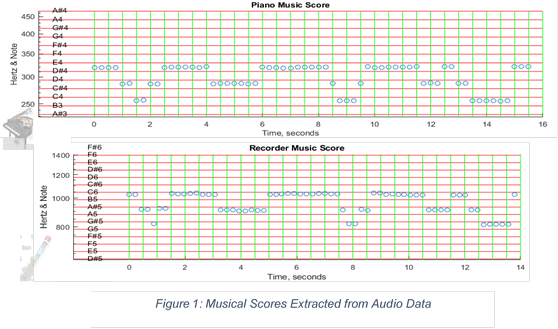 Piano Music Score
A#4
450
A4
G#4
400
G4
F#4
350
F4
E4
D#4
300
D4
C#4
C4
250
B3
A#3
Hertz & Note
0 2 4 6 8 10 12 14 16
Time, seconds
Recorder Music Score
F#6
1400
F6
E6
1200
D#6
D6
C#6
1000
C6
B5
A#5
A5
G#5
800
G5
F#5
F5
E5
D#5
Hertz & Note
0 2 4 6 8 10 12 14
Time, seconds
Figure 1: Musical Scores Extracted from Audio Data